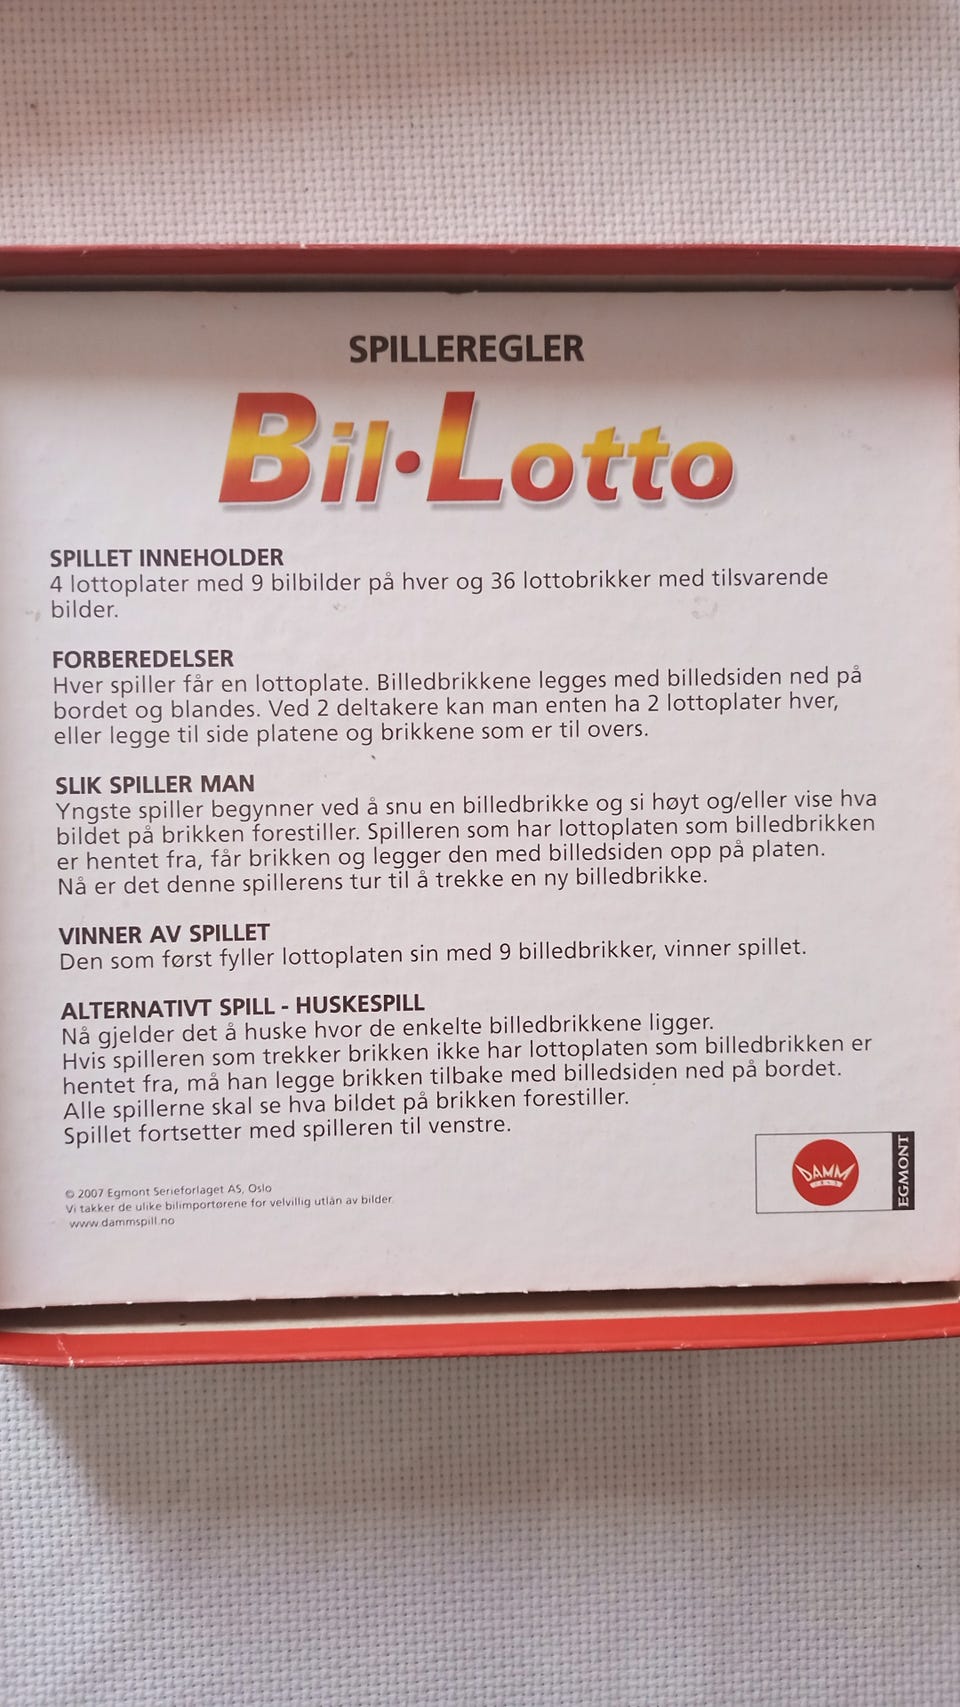 SPILLEREGLER
Bil·Lotto
SPILLET INNEHOLDER
4 lottoplater med 9 bilbilder på hver og 36 lottobrikker med tilsvarende
bilder.
FORBEREDELSER
Hver spiller får en lottoplate. Billedbrikkene legges med billedsiden ned på
bordet og blandes. Ved 2 deltakere kan man enten ha 2 lottoplater hver,
eller legge til side platene og brikkene som er til overs.
SLIK SPILLER MAN
Yngste spiller begynner ved å snu en billedbrikke og si høyt og/eller vise hva
bildet på brikken forestiller. Spilleren som har lottoplaten som billedbrikken
er hentet fra, får brikken og legger den med billedsiden opp på platen.
Nå er det denne spillerens tur til å trekke en ny billedbrikke.
VINNER AV SPILLET
Den som først fyller lottoplaten sin med 9 billedbrikker, vinner spillet.
ALTERNATIVT SPILL - HUSKESPILL
Nå gjelder det å huske hvor de enkelte billedbrikkene ligger.
Hvis spilleren som trekker brikken ikke har lottoplaten som billedbrikken er
hentet fra, må han legge brikken tilbake med billedsiden ned på bordet.
Alle spillerne skal se hva bildet på brikken forestiller.
Spillet fortsetter med spilleren til venstre.
© 2007 Egmont Serieforlaget AS, Oslo
Vi takker de ulike bilimportørene for velvillig utlån av bilder
www.dammspill.no
DAMM
EGMONT